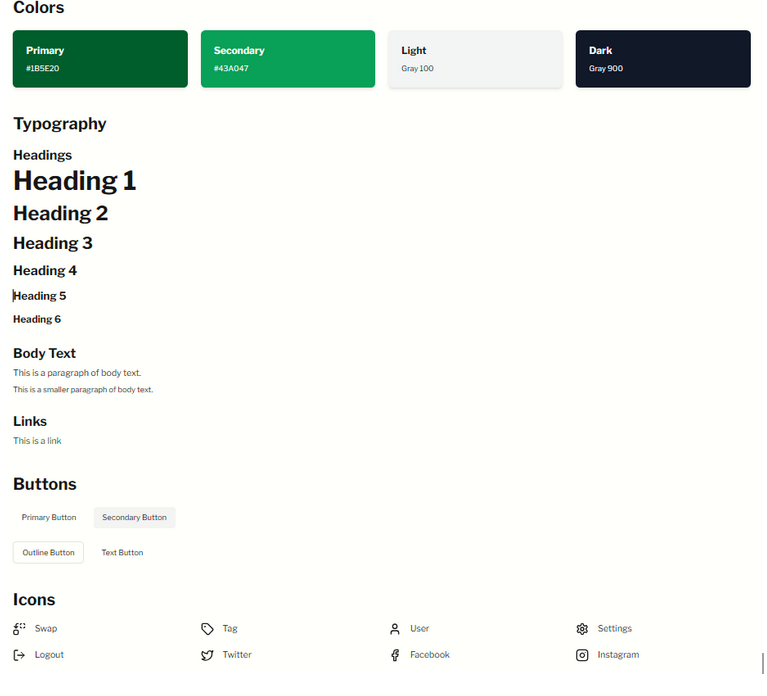 Colors
Primary
#1B5E20
Secondary
#43A047
Light
Gray 100
Dark
Gray 900
Typography
Headings
Heading 1
Heading 2
Heading 3
Heading 4
Heading 5
Heading 6
Body Text
This is a paragraph of body text.
This is a smaller paragraph of body text.
Links
This is a link
Buttons
Primary Button
Secondary Button
Outline Button
Text Button
Icons
Swap
Tag
User
Settings
Logout
Twitter
Facebook
Instagram